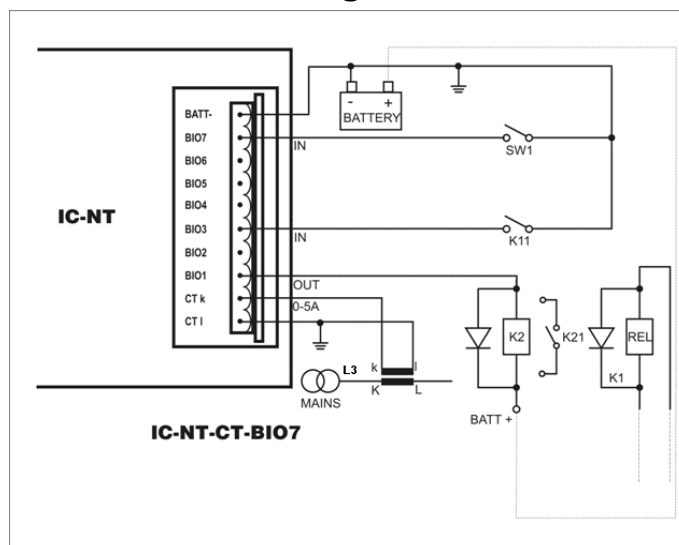 BATT-
BIO7
BIO6
BIO5
BIO4
BIO3
BIO2
BIO1
CT k
CT l
IC-NT
- +
BATTERY
IN
SW1
IN
K11
OUT
0-5A
k l
L3
K L
MAINS
K2
K21
REL
K1
BATT +
IC-NT-CT-BIO7